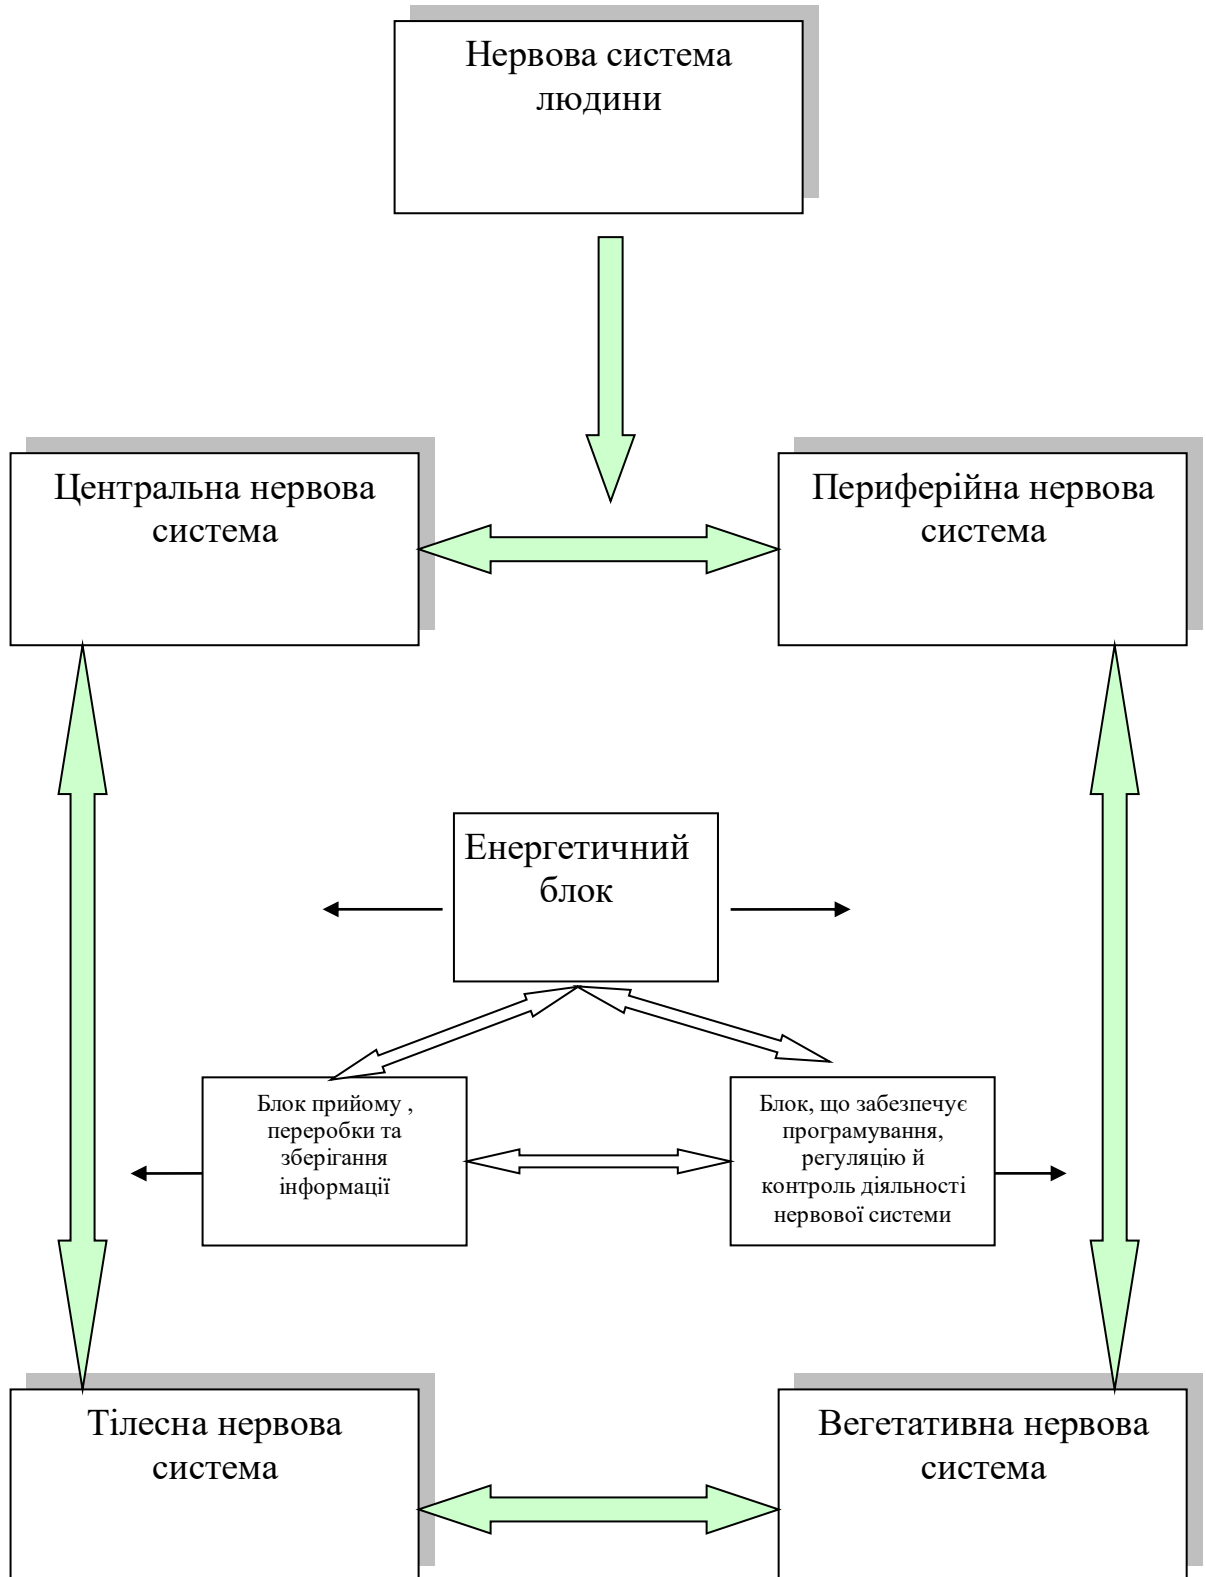 Нервова система
людини
Центральна нервова
система
Периферійна нервова
система
Енергетичний
блок
Блок прийому ,
переробки та
зберігання
інформації
Блок, що забезпечує
програмування,
регуляцію й
контроль діяльності
нервової системи
Тілесна нервова
система
Вегетативна нервова
система